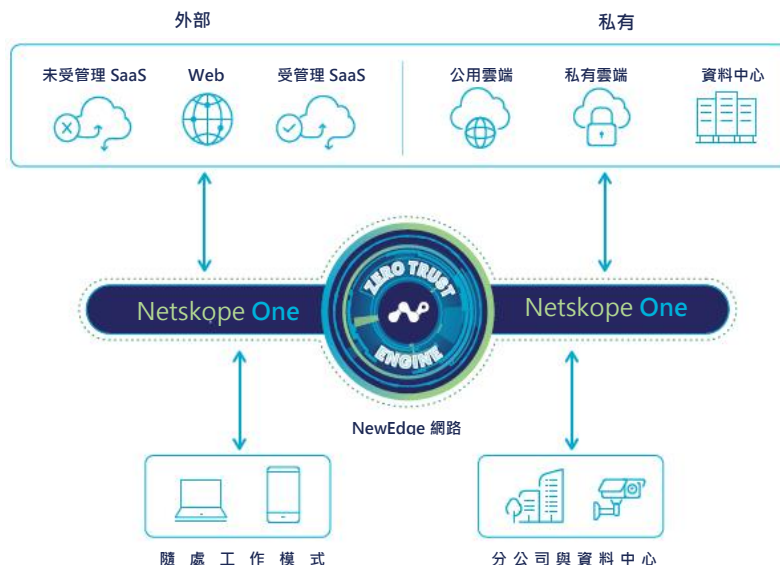 外部
私有
未受管理 SaaS
Web
受管理 SaaS
公用雲端
私有雲端
資料中心
ZERO TRUST
ENGINE
Netskope One
Netskope One
NewEdge 網路
隨處工作模式
分公司與資料中心